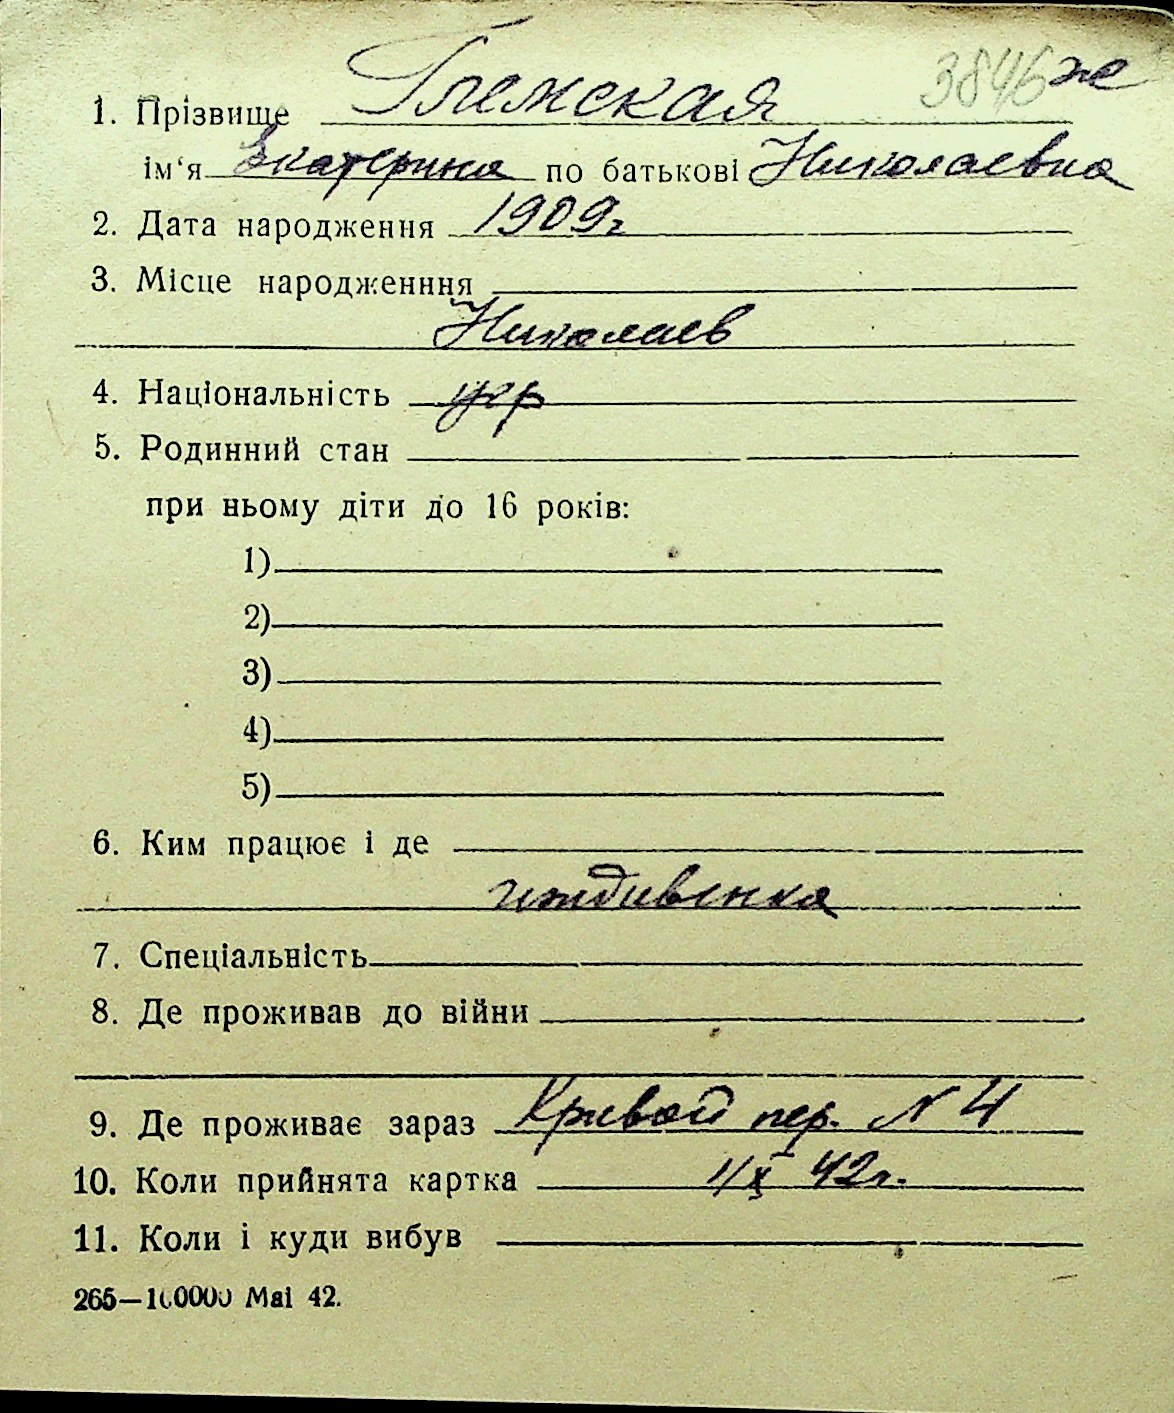 3846 же
1. Прізвище Глемская
ім‘я Екатерина по батькові Николаевна
2. Дата народження 1909г
3. Місце народженння
Николаев
4. Національність укр
5. Родинний стан
при ньому діти до 16 років:
1)
2)
3)
4)
5)
6. Ким працює і де
иждивенка
7. Спеціальність
8. Де проживав до війни
9. Де проживає зараз Кривой пер. N 4
10. Коли прийнята картка 1/X 42г.
11. Коли і куди вибув
265—100000 Mai 42.